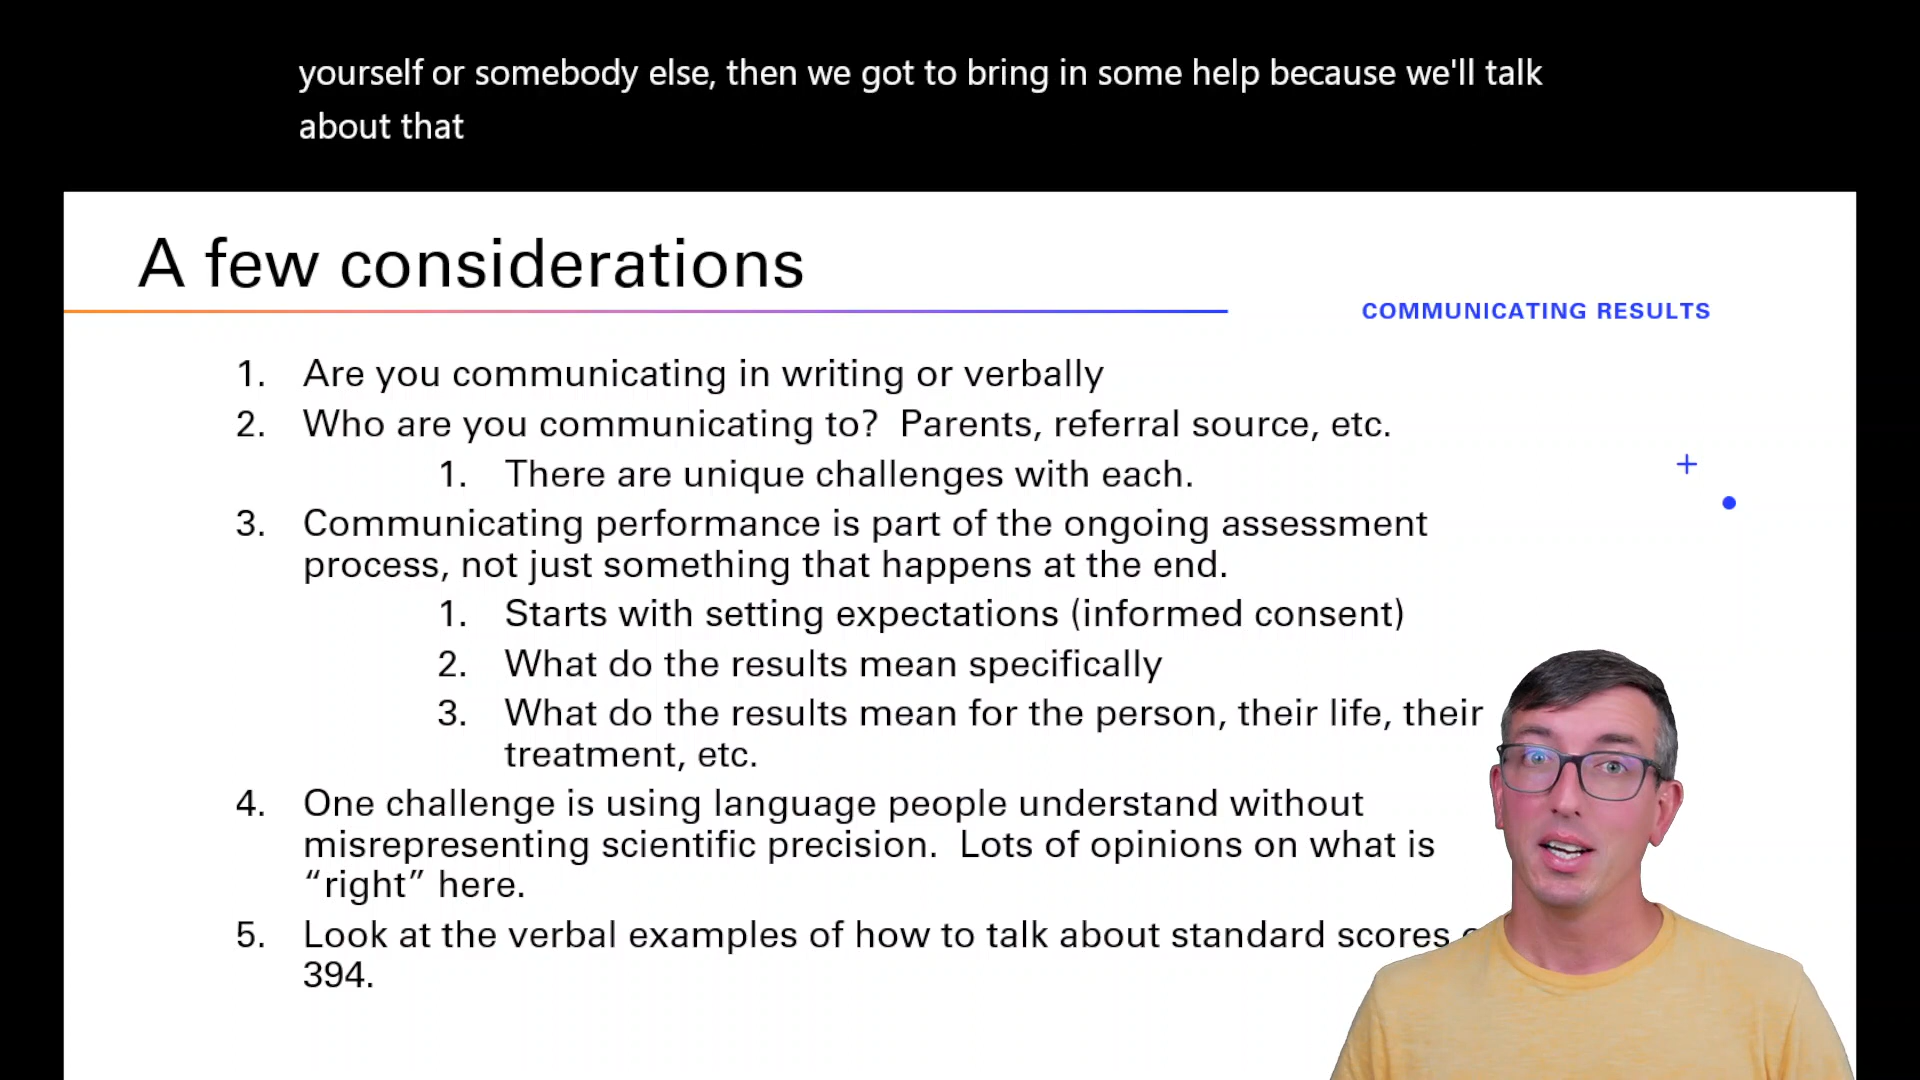 yourself or somebody else, then we got to bring in some help because we'll talk
about that
A few considerations
COMMUNICATING RESULTS
1. Are you communicating in writing or verbally
2. Who are you communicating to?  Parents, referral source, etc.
1. There are unique challenges with each.
3. Communicating performance is part of the ongoing assessment
process, not just something that happens at the end.
1. Starts with setting expectations (informed consent)
2. What do the results mean specifically
3. What do the results mean for the person, their life, their
treatment, etc.
4. One challenge is using language people understand without
misrepresenting scientific precision.  Lots of opinions on what is
“right” here.
5. Look at the verbal examples of how to talk about standard scores
394.